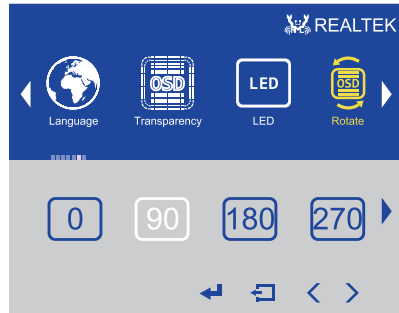 REALTEK
OSD LED OSD
Language Transparency LED Rotate
0 90 180 270